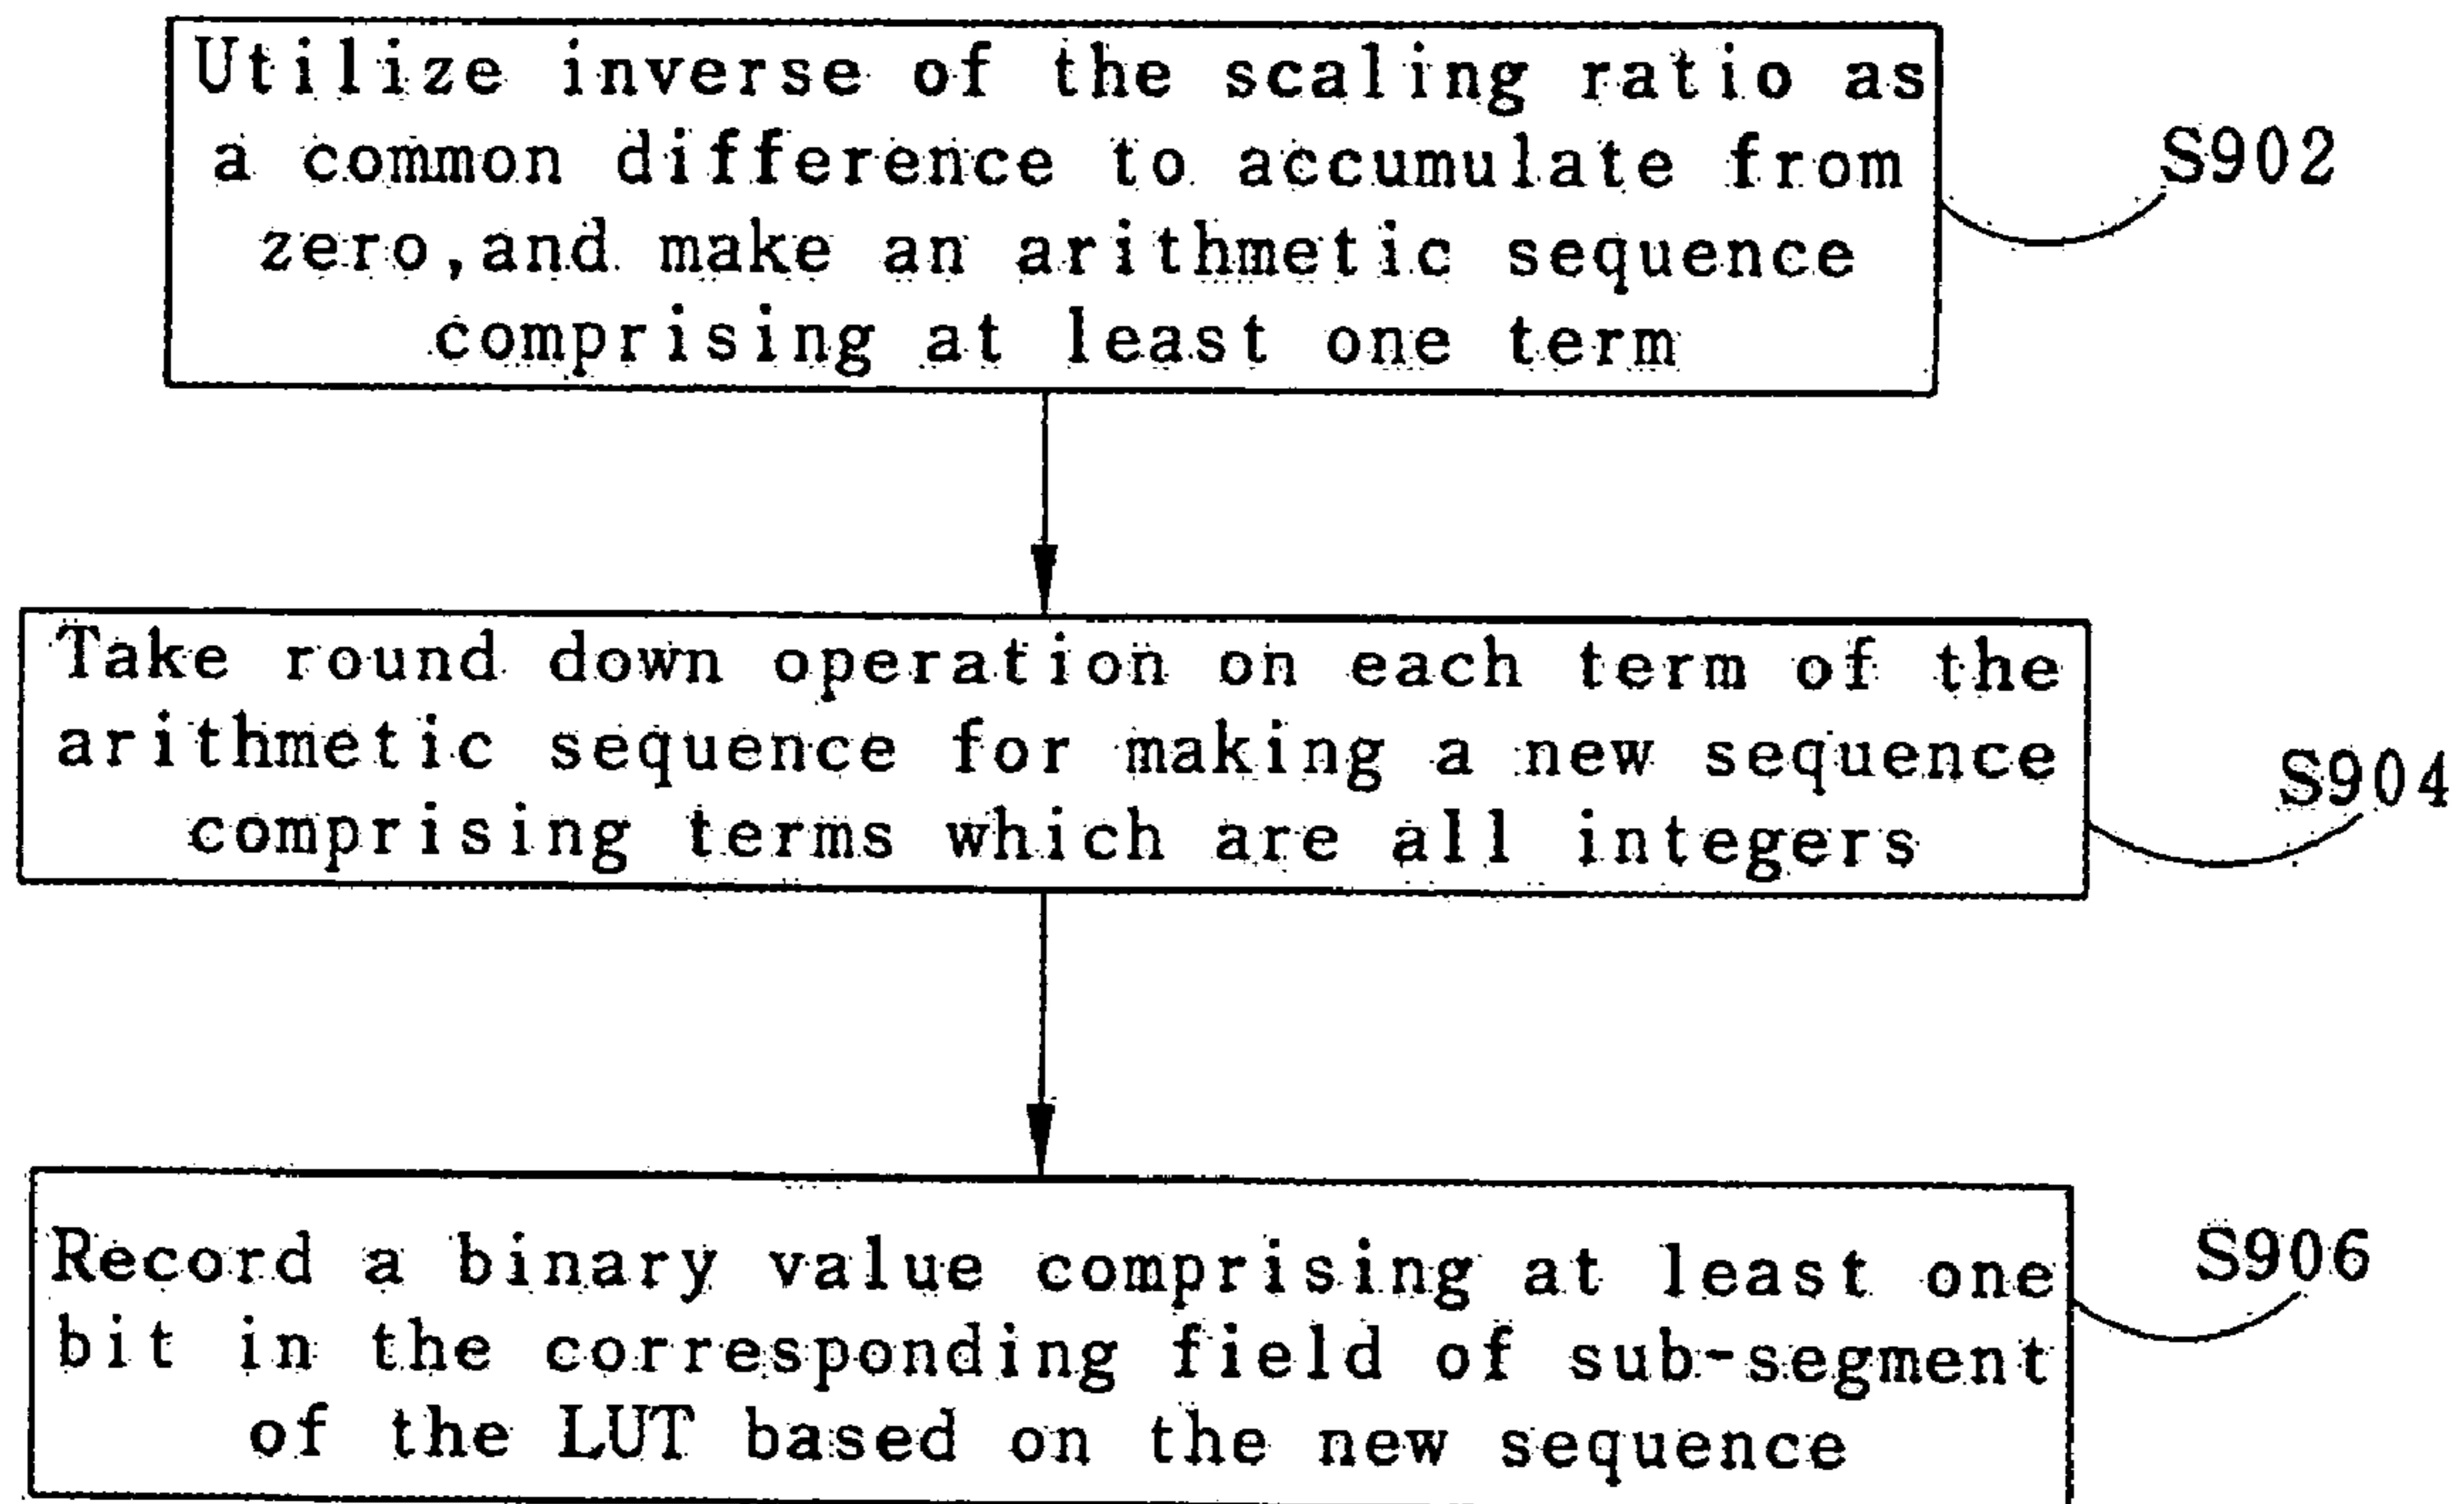 Utilize inverse of the scaling ratio as
a common difference to accumulate from
zero,and make an arithmetic sequence
comprising at least one term
S902
Take round down operation on each term of the
arithmetic sequence for making a new sequence
comprising terms which are all integers
S904
Record a binary value comprising at least one
bit in the corresponding field of sub-segment
of the LUT based on the new sequence
S906